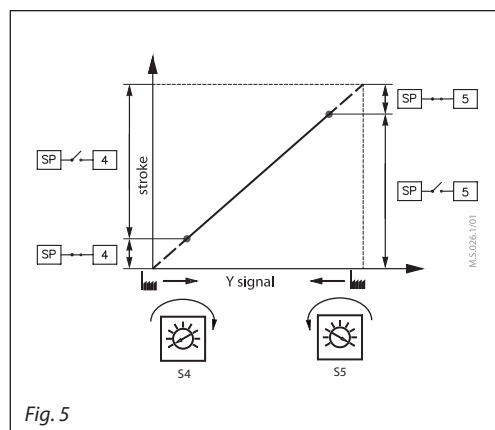 SP 5
SP 4
stroke
SP 5
SP 4
M.S.026.1/01
Y signal
S4 S5
Fig. 5